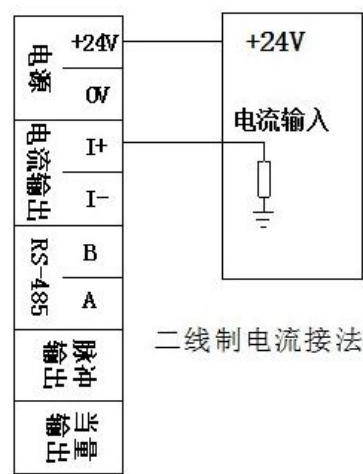 电源
+24V
0V
电流输出
I+
I-
RS-485
B
A
脉冲输出
当量输出
+24V
电流输入
二线制电流接法